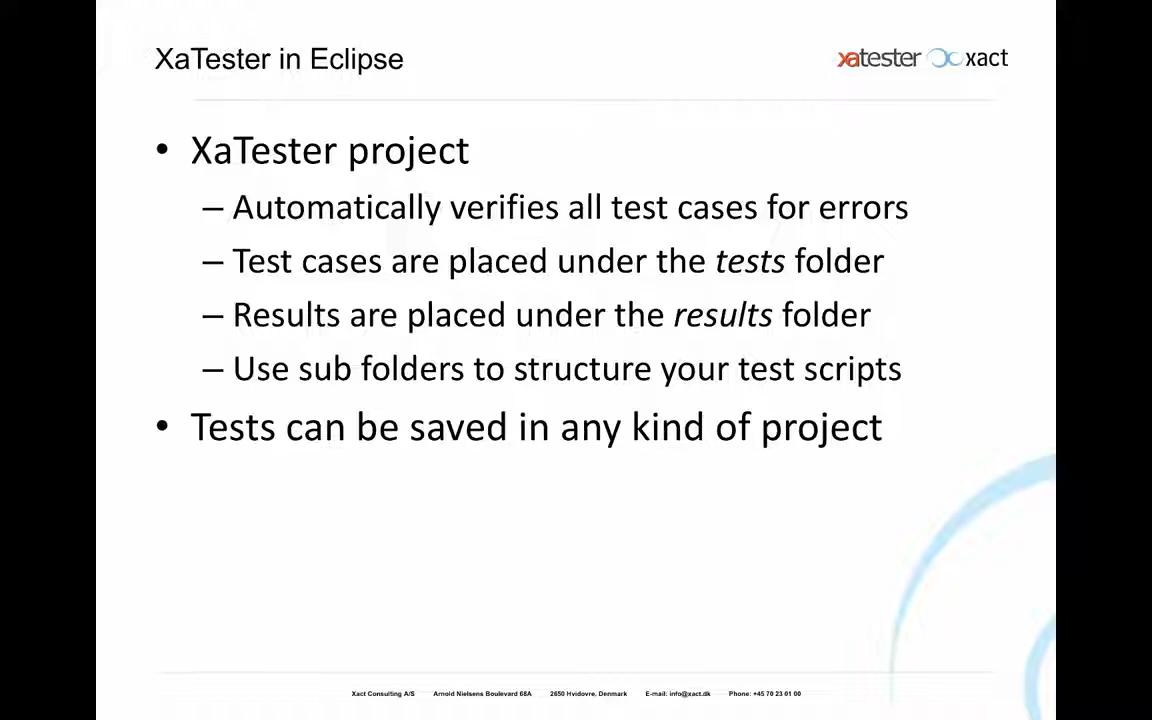 XaTester in Eclipse
xatester xact
• XaTester project
– Automatically verifies all test cases for errors
– Test cases are placed under the tests folder
– Results are placed under the results folder
– Use sub folders to structure your test scripts
• Tests can be saved in any kind of project
Xact Consulting A/S Arnold Nielsens Boulevard 68A 2650 Hvidovre, Denmark E-mail: info@xact.dk Phone: +45 70 23 01 00